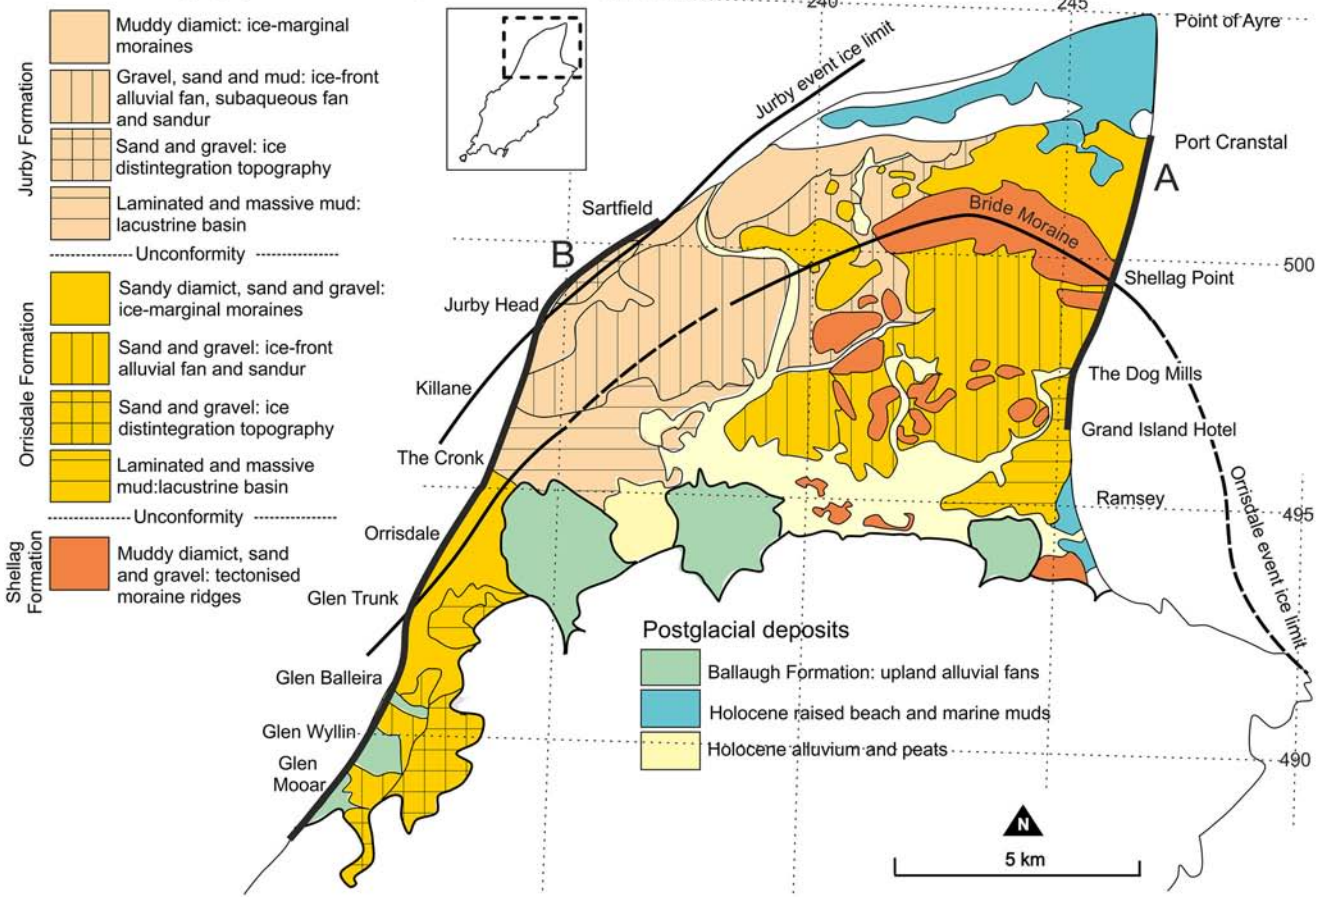 Jurby Formation
Muddy diamict: ice-marginal
moraines
Gravel, sand and mud: ice-front
alluvial fan, subaqueous fan
and sandur
Sand and gravel: ice
distintegration topography
Laminated and massive mud:
lacustrine basin
Unconformity
Orrisdale Formation
Sandy diamict, sand and gravel:
ice-marginal moraines
Sand and gravel: ice-front
alluvial fan and sandur
Sand and gravel: ice
distintegration topography
Laminated and massive
mud:lacustrine basin
Unconformity
Shellag
Formation
Muddy diamict, sand
and gravel: tectonised
moraine ridges
240
245
Point of Ayre
Jurby event ice limit
Port Cranstal
A
Sartfield
Bride Moraine
B
500
Shellag Point
Jurby Head
The Dog Mills
Killane
Grand Island Hotel
The Cronk
Ramsey
Orrisdale event ice limit
495
Orrisdale
Glen Trunk
Glen Balleira
Glen Wyllin
Glen
Mooar
490
Postglacial deposits
Ballaugh Formation: upland alluvial fans
Holocene raised beach and marine muds
Holocene alluvium and peats
N
5 km